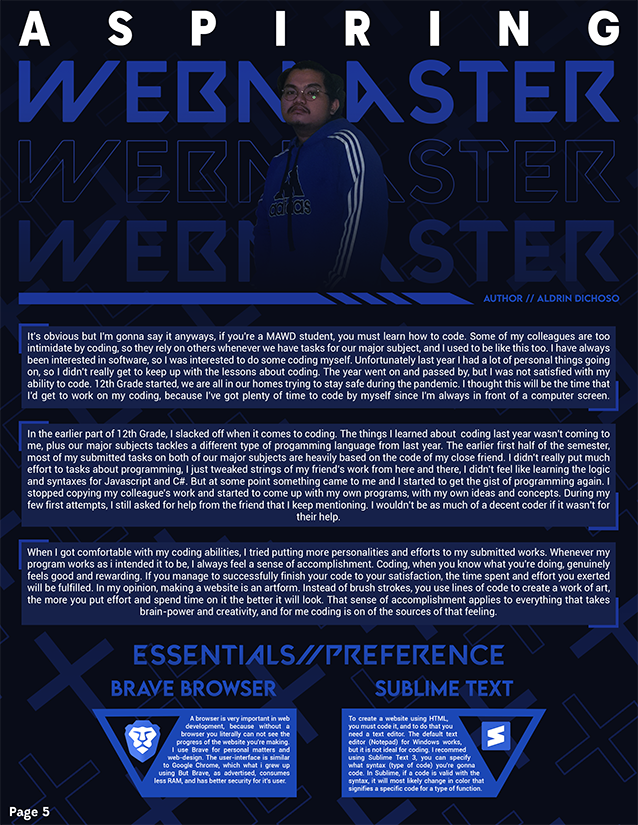 ASPIRING
WEBMASTER
WEBMASTER
WEBMASTER
adidas
AUTHOR // ALDRIN DICHOSO
It's obvious but I'm gonna say it anyways, if you're a MAWD student, you must learn how to code. Some of my colleagues are too
intimidate by coding, so they rely on others whenever we have tasks for our major subject, and I used to be like this too. I have always
been interested in software, so I was interested to do some coding myself. Unfortunately last year I had a lot of personal things going
on, so I didn't really get to keep up with the lessons about coding. The year went on and passed by, but I was not satisfied with my
ability to code. 12th Grade started, we are all in our homes trying to stay safe during the pandemic. I thought this will be the time that
I'd get to work on my coding, because I've got plenty of time to code by myself since I'm always in front of a computer screen.
In the earlier part of 12th Grade, I slacked off when it comes to coding. The things I learned about coding last year wasn't coming to
me, plus our major subjects tackles a different type of progamming language from last year. The earlier first half of the semester,
most of my submitted tasks on both of our major subjects are heavily based on the code of my close friend. I didn't really put much
effort to tasks about programming, I just tweaked strings of my friend's work from here and there, I didn't feel like learning the logic
and syntaxes for Javascript and C#. But at some point something came to me and I started to get the gist of programming again. I
stopped copying my colleague's work and started to come up with my own programs, with my own ideas and concepts. During my
few first attempts, I still asked for help from the friend that I keep mentioning. I wouldn't be as much of a decent coder if it wasn't for
their help.
When I got comfortable with my coding abilities, I tried putting more personalities and efforts to my submitted works. Whenever my
program works as i intended it to be, I always feel a sense of accomplishment. Coding, when you know what you're doing, genuinely
feels good and rewarding. If you manage to successfully finish your code to your satisfaction, the time spent and effort you exerted
will be fulfilled. In my opinion, making a website is an artform. Instead of brush strokes, you use lines of code to create a work of art,
the more you put effort and spend time on it the better it will look. That sense of accomplishment applies to everything that takes
brain-power and creativity, and for me coding is on of the sources of that feeling.
ESSENTIALS//PREFERENCE
BRAVE BROWSER
A browser is very important in web
development, because without a
browser you literally can not see the
progress of the website you're making.
I use Brave for personal matters and
web-design. The user-interface is similar
to Google Chrome, which what i grew up
using But Brave, as advertised, consumes
less RAM, and has better security for it's user.
SUBLIME TEXT
To create a website using HTML,
you must code it, and to do that you
need a text editor. The default text
editor (Notepad) for Windows works,
but it is not ideal for coding. I recommed
using Sublime Text 3, you can specify
what syntax (type of code) you're gonna
code. In Sublime, if a code is valid with the
syntax, it will most likely change in color that
signifies a specific code for a type of function.
Page 5